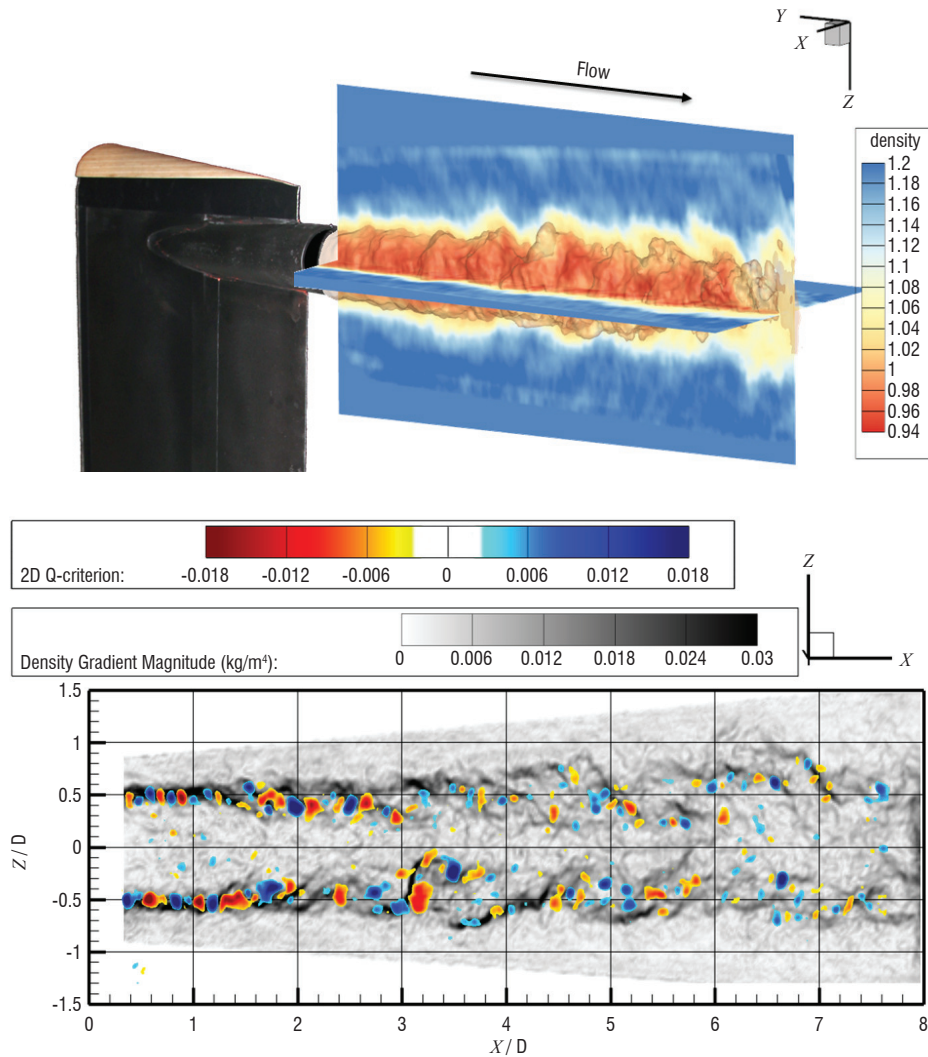 Y
X
Z
Flow
density
1.2
1.18
1.16
1.14
1.12
1.1
1.08
1.06
1.04
1.02
1
0.98
0.96
0.94
2D Q-criterion: -0.018 -0.012 -0.006 0 0.006 0.012 0.018
Z
X
Density Gradient Magnitude (kg/m⁴): 0 0.006 0.012 0.018 0.024 0.03
1.5
1
0.5
0
-0.5
-1
-1.5
Z/D
0 1 2 3 4 5 6 7 8
X/D